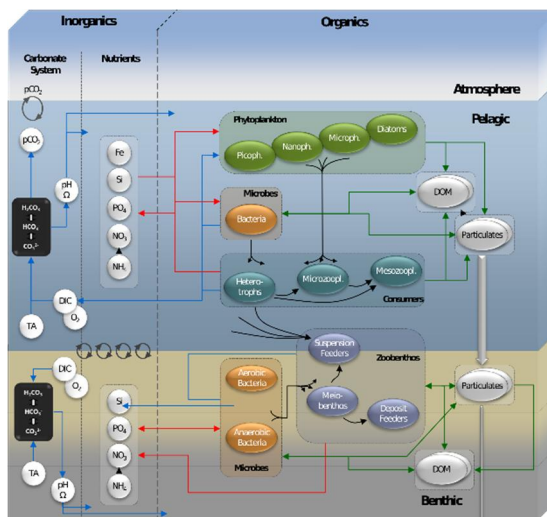 Inorganics
Organics
Carbonate
System
Nutrients
pCO₂
Atmosphere
Pelagic
pCO₂
pH
Ω
H₂CO₃
HCO₃
CO₃²⁻
DIC
O₂
TA
Fe
Si
PO₄
NO₃
NH₄
Phytoplankton
Picoph.
Nanoph.
Microph.
Diatoms
Microbes
Bacteria
DOM
Particulates
Hetero-
trophs
Microzoopl.
Mesozoopl.
Consumers
DIC
O₂
H₂CO₃
HCO₃
CO₃²⁻
TA
pH
Ω
Si
PO₄
NO₃
NH₄
Aerobic
Bacteria
Anaerobic
Bacteria
Microbes
Suspension
Feeders
Zoobenthos
Meio-
benthos
Deposit
Feeders
Particulates
DOM
Benthic